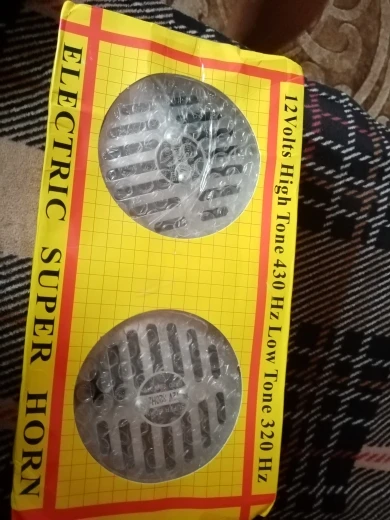 12Volts High Tone 430 Hz Low Tone 320 Hz
ELECTRIC SUPER HORN